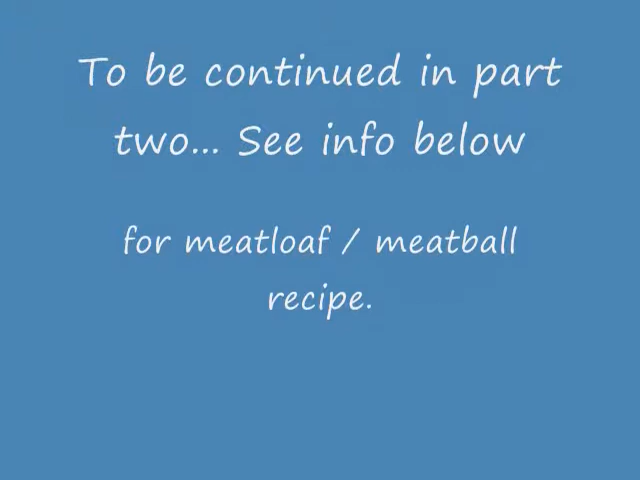 To be continued in part
two... See info below
for meatloaf / meatball
recipe.